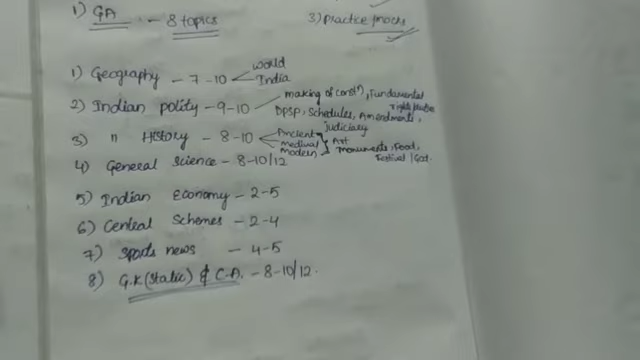 1) GA - 8 topics
3) Practice mocks
1) Geography - 7-10 World
India
2) Indian polity - 9-10 making of constn), Fundamental
rights,
DPSP, Schedules, Amendments,
judiciary
3) " History - 8-10 Ancient
medival
modern
Art
monuments, Food,
Festival
4) General science - 8-10/12
5) Indian Economy - 2-5
6) Central Schemes - 2-4
7) Sports news - 4-5
8) G.K (Static) & C.A. - 8-10/12.